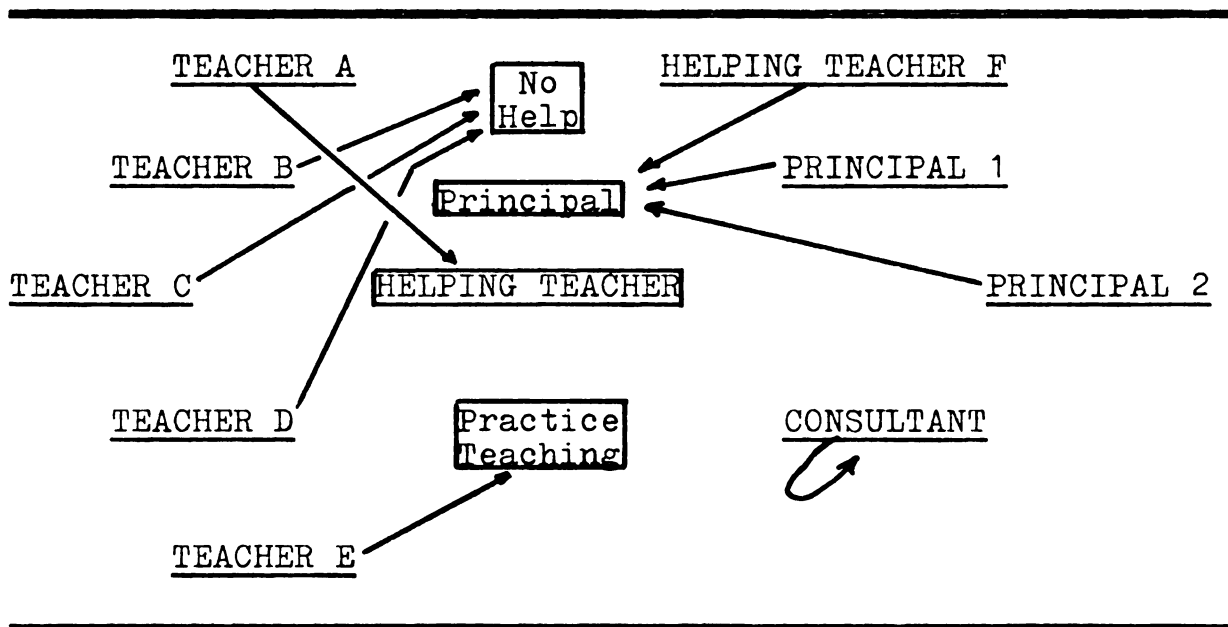 TEACHER A
No
Help
HELPING TEACHER F
TEACHER B
PRINCIPAL 1
Principal
TEACHER C
HELPING TEACHER
PRINCIPAL 2
TEACHER D
Practice
Teaching
CONSULTANT
TEACHER E